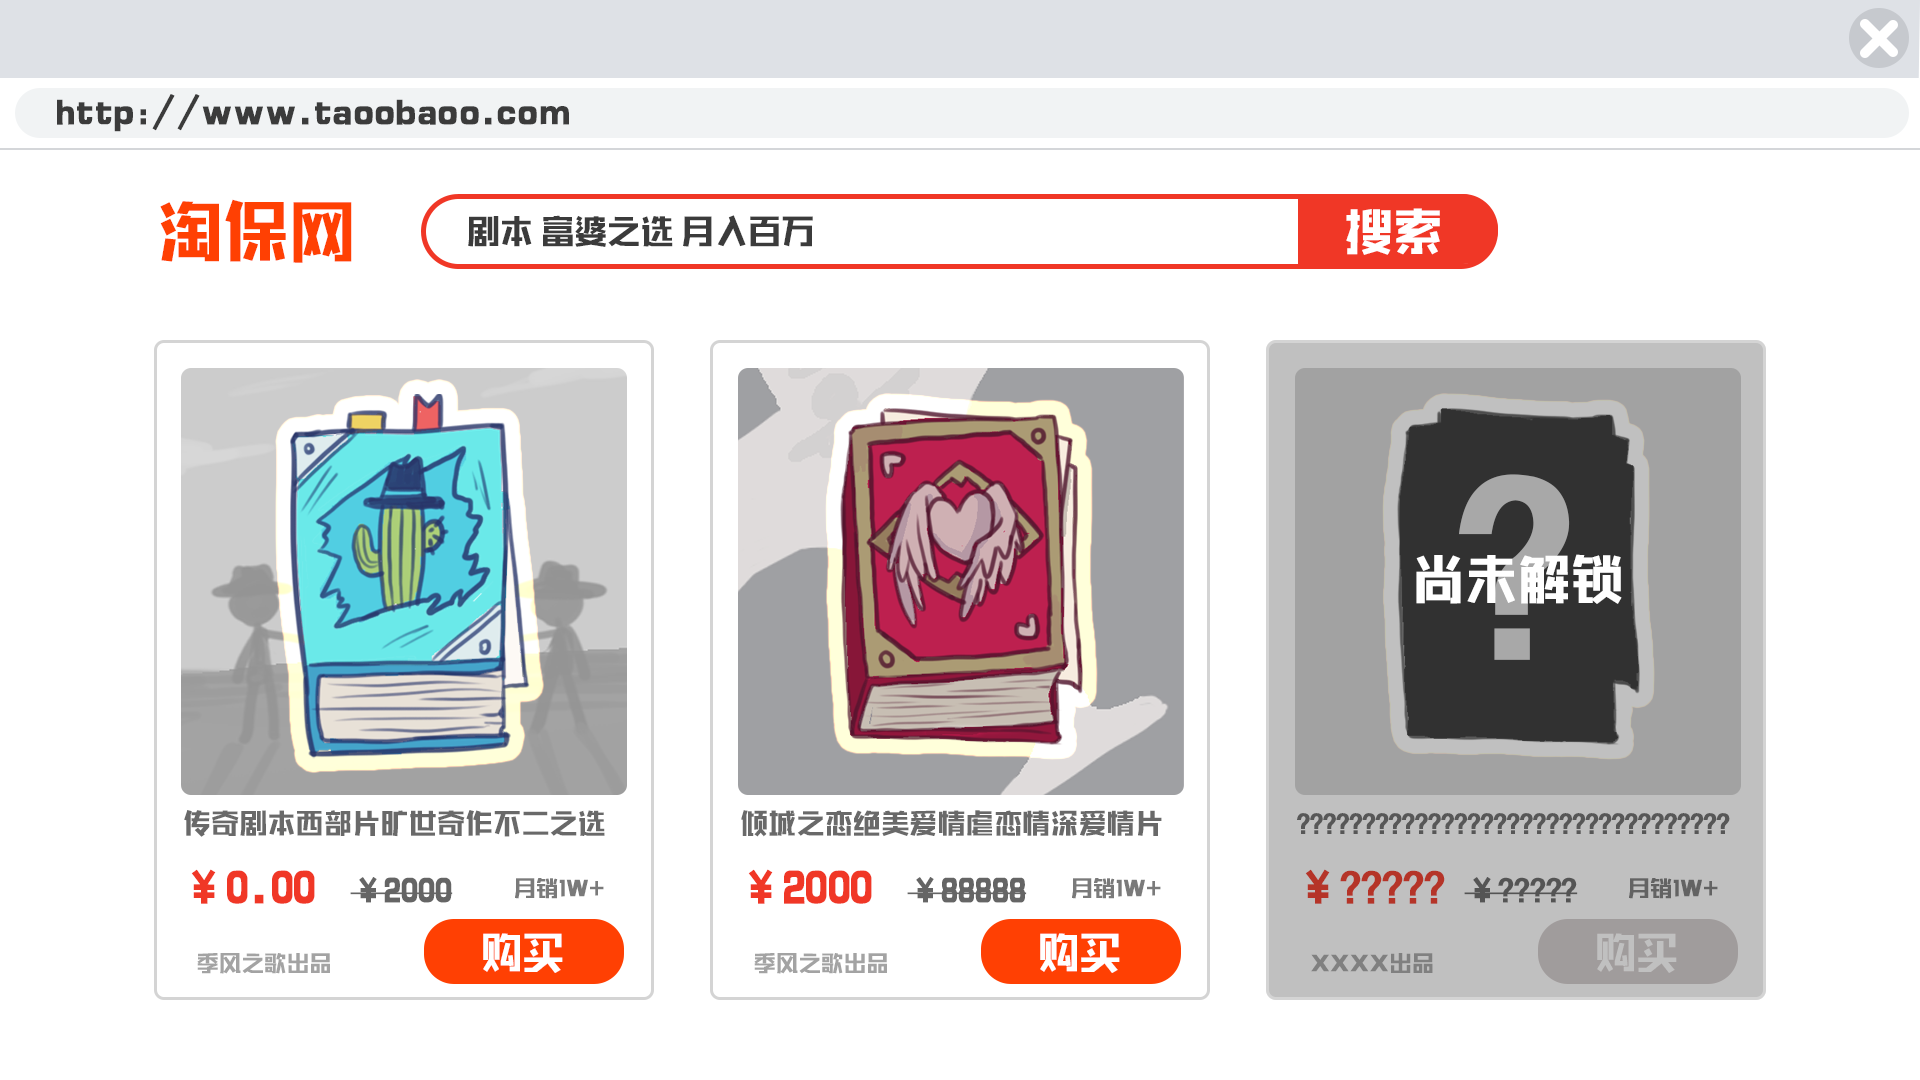 http://www.taoobaoo.com
淘保网
剧本 富婆之选 月入百万
搜索
传奇剧本西部片旷世奇作不二之选
¥ 0.00 ¥ 2000 月销1W+
季风之歌出品 购买
倾城之恋绝美爱情虐恋情深爱情片
¥ 2000 ¥ 88888 月销1W+
季风之歌出品 购买
?
尚未解锁
?????????????????????????????????
¥ ????? ¥ ????? 月销1W+
XXXX出品 购买